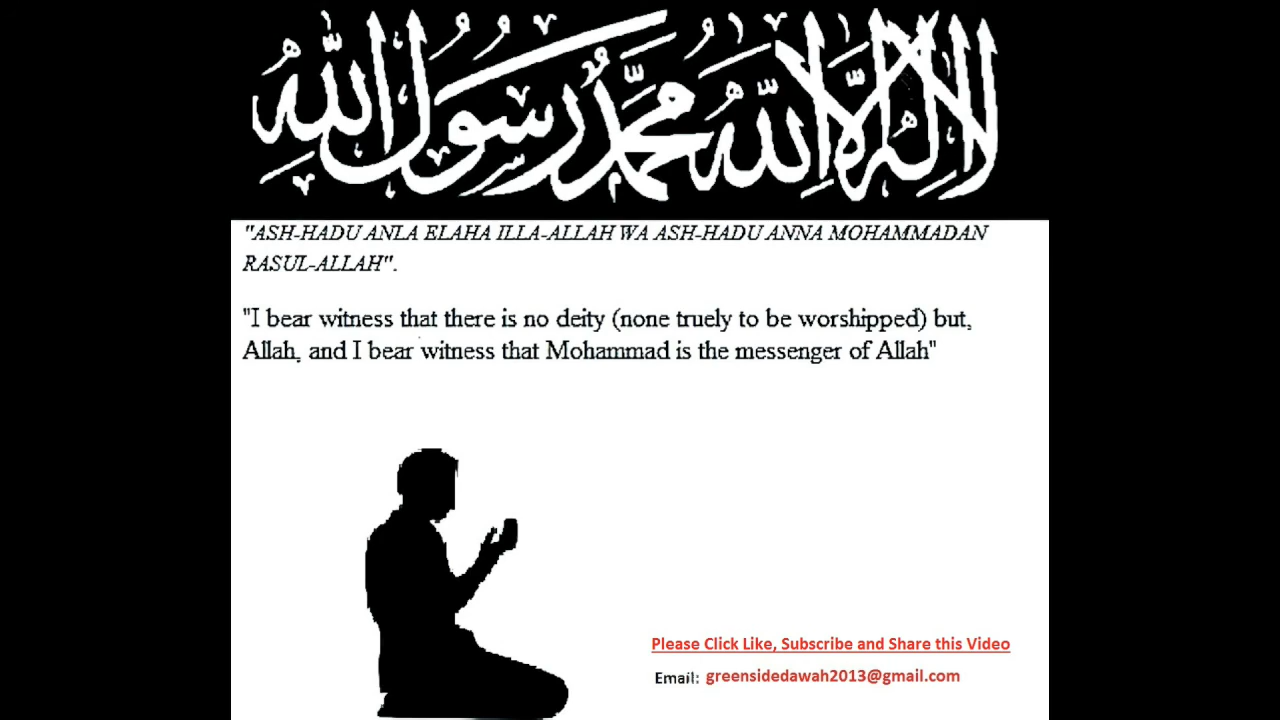 لا إله إلا الله محمد رسول الله
"ASH-HADU ANLA ELAHA ILLA-ALLAH WA ASH-HADU ANNA MOHAMMADAN
RASUL-ALLAH".
"I bear witness that there is no deity (none truely to be worshipped) but,
Allah, and I bear witness that Mohammad is the messenger of Allah"
Please Click Like, Subscribe and Share this Video
Email: greensidedawah2013@gmail.com